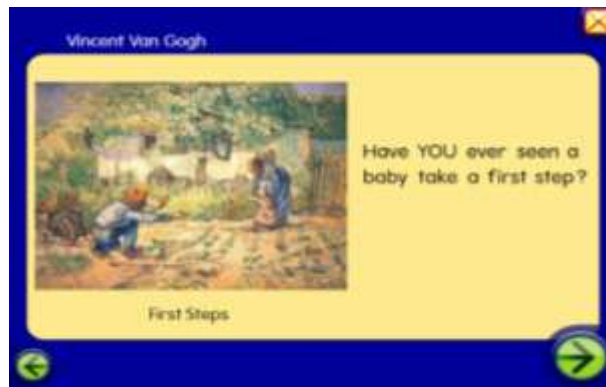 Vincent Van Gogh
Have YOU ever seen a
baby take a first step?
First Steps